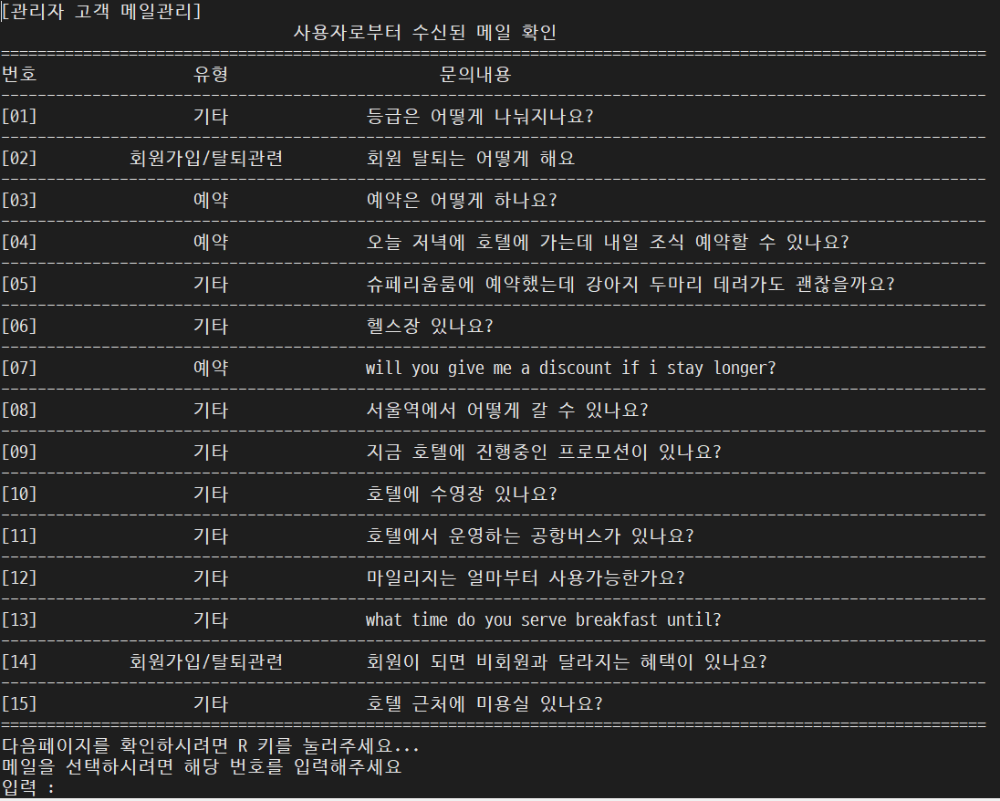 [관리자 고객 메일관리]
사용자로부터 수신된 메일 확인
============================================================================================================
번호 유형 문의내용
------------------------------------------------------------------------------------------------------------
[01] 기타 등급은 어떻게 나눠지나요?
------------------------------------------------------------------------------------------------------------
[02] 회원가입/탈퇴관련 회원 탈퇴는 어떻게 해요
------------------------------------------------------------------------------------------------------------
[03] 예약 예약은 어떻게 하나요?
------------------------------------------------------------------------------------------------------------
[04] 예약 오늘 저녁에 호텔에 가는데 내일 조식 예약할 수 있나요?
------------------------------------------------------------------------------------------------------------
[05] 기타 슈페리움룸에 예약했는데 강아지 두마리 데려가도 괜찮을까요?
------------------------------------------------------------------------------------------------------------
[06] 기타 헬스장 있나요?
------------------------------------------------------------------------------------------------------------
[07] 예약 will you give me a discount if i stay longer?
------------------------------------------------------------------------------------------------------------
[08] 기타 서울역에서 어떻게 갈 수 있나요?
------------------------------------------------------------------------------------------------------------
[09] 기타 지금 호텔에 진행중인 프로모션이 있나요?
------------------------------------------------------------------------------------------------------------
[10] 기타 호텔에 수영장 있나요?
------------------------------------------------------------------------------------------------------------
[11] 기타 호텔에서 운영하는 공항버스가 있나요?
------------------------------------------------------------------------------------------------------------
[12] 기타 마일리지는 얼마부터 사용가능한가요?
------------------------------------------------------------------------------------------------------------
[13] 기타 what time do you serve breakfast until?
------------------------------------------------------------------------------------------------------------
[14] 회원가입/탈퇴관련 회원이 되면 비회원과 달라지는 혜택이 있나요?
------------------------------------------------------------------------------------------------------------
[15] 기타 호텔 근처에 미용실 있나요?
============================================================================================================
다음페이지를 확인하시려면 R 키를 눌러주세요...
메일을 선택하시려면 해당 번호를 입력해주세요
입력 :